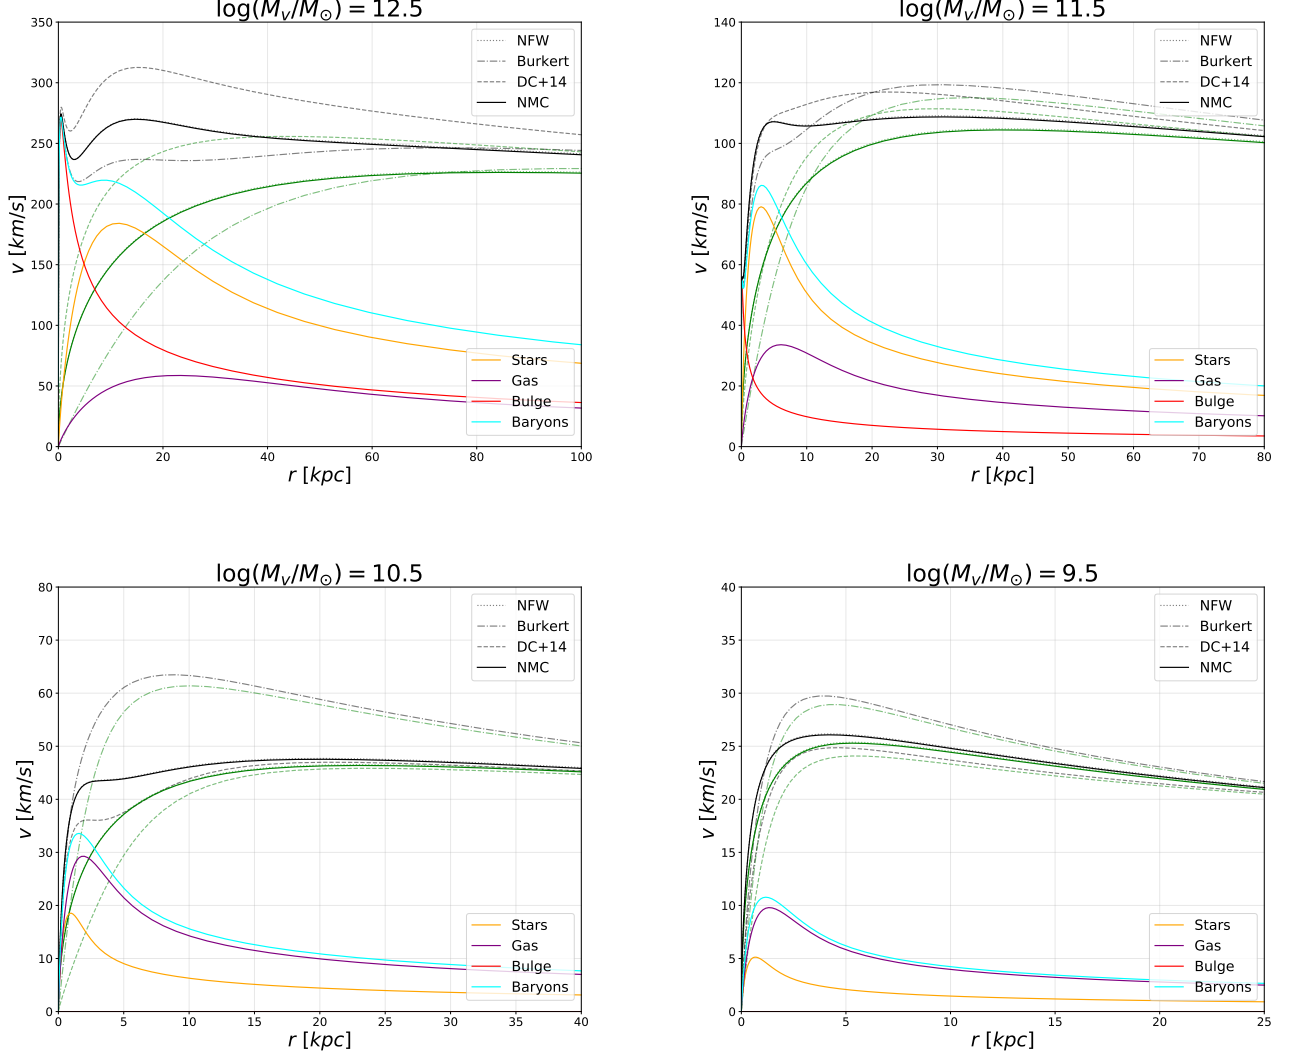 log(M_v/M_⊙) = 12.5
350
300
250
200
150
100
50
0
v [km/s]
NFW
Burkert
DC+14
NMC
Stars
Gas
Bulge
Baryons
0 20 40 60 80 100
r [kpc]
log(M_v/M_⊙) = 11.5
140
120
100
80
60
40
20
0
v [km/s]
NFW
Burkert
DC+14
NMC
Stars
Gas
Bulge
Baryons
0 10 20 30 40 50 60 70 80
r [kpc]
log(M_v/M_⊙) = 10.5
80
70
60
50
40
30
20
10
0
v [km/s]
NFW
Burkert
DC+14
NMC
Stars
Gas
Bulge
Baryons
0 5 10 15 20 25 30 35 40
r [kpc]
log(M_v/M_⊙) = 9.5
40
35
30
25
20
15
10
5
0
v [km/s]
NFW
Burkert
DC+14
NMC
Stars
Gas
Bulge
Baryons
0 5 10 15 20 25
r [kpc]